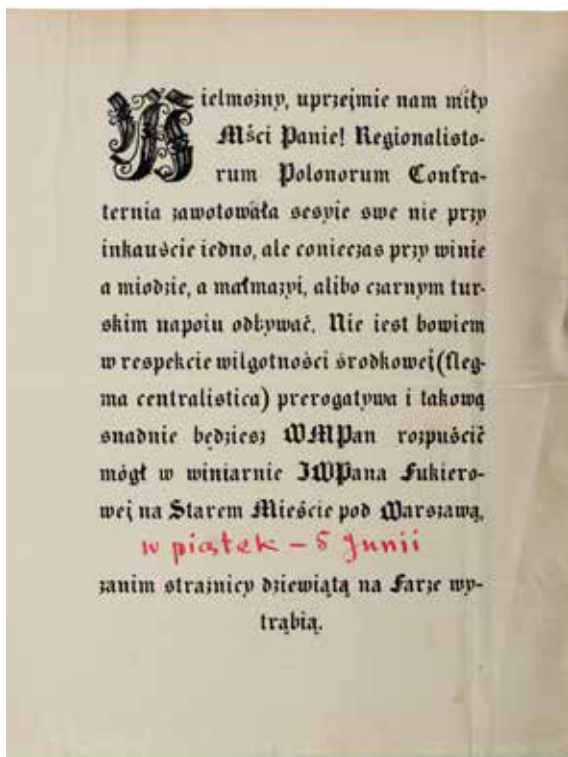 Wielmożny, uprzejmie nam miły
Mści Panie! Regionalisto-
rum Polonorum Confra-
ternia zawotowała sesyie swe nie przy
inkauście iedno, ale conieczas przy winie
a miodzie, a małmazyi, alibo czarnym tur-
skim napoiu odbywać. Nie iest bowiem
w respekcie wilgotności środkowej (fleg-
ma centralistica) prerogatywa i takową
snadnie będziesz WMPan rozpuścić
mógł w winiarnie JWPana Fukiero-
wej na Starem Mieście pod Warszawą,
w piątek – 5 Junii
zanim strażnicy dziewiątą na Farze wy-
trąbią.